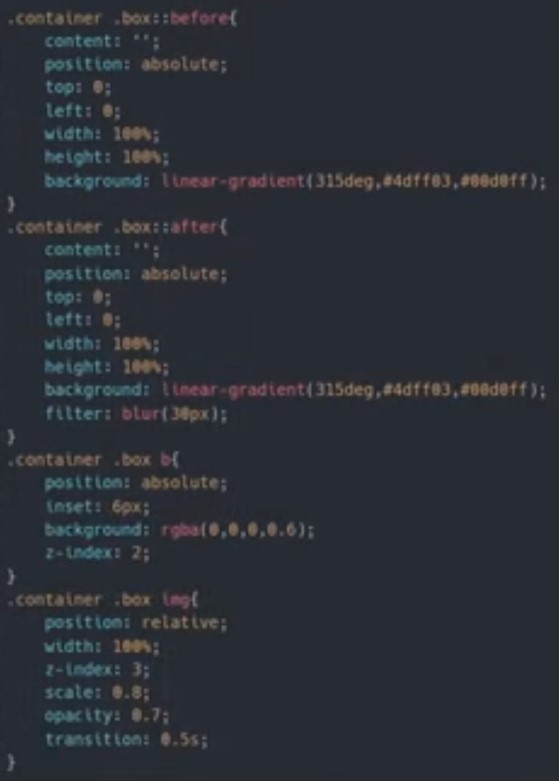 .container .box::before{
content: '';
position: absolute;
top: 0;
left: 0;
width: 100%;
height: 100%;
background: linear-gradient(315deg,#4dff03,#00d0ff);
}
.container .box::after{
content: '';
position: absolute;
top: 0;
left: 0;
width: 100%;
height: 100%;
background: linear-gradient(315deg,#4dff03,#00d0ff);
filter: blur(30px);
}
.container .box b{
position: absolute;
inset: 6px;
background: rgba(0,0,0,0.6);
z-index: 2;
}
.container .box img{
position: relative;
width: 100%;
z-index: 3;
scale: 0.8;
opacity: 0.7;
transition: 0.5s;
}